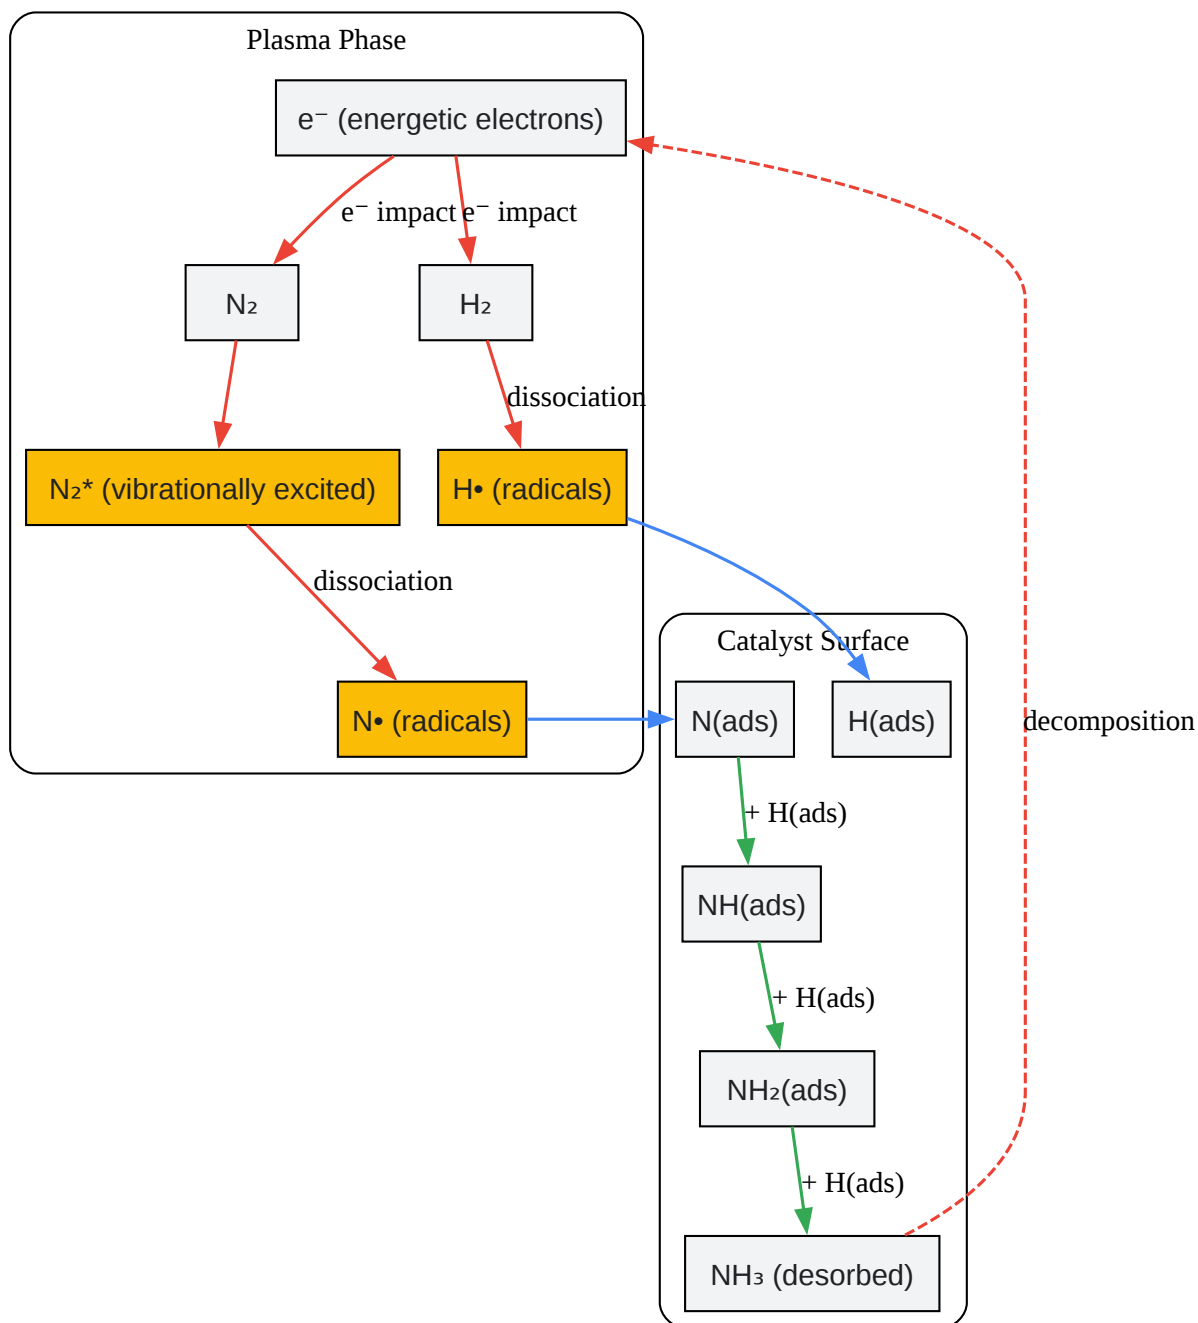 Plasma Phase
e⁻ (energetic electrons)
e⁻ impact
e⁻ impact
N₂
H₂
dissociation
N₂* (vibrationally excited)
H• (radicals)
dissociation
Catalyst Surface
N• (radicals)
N(ads)
H(ads)
decomposition
+ H(ads)
NH(ads)
+ H(ads)
NH₂(ads)
+ H(ads)
NH₃ (desorbed)